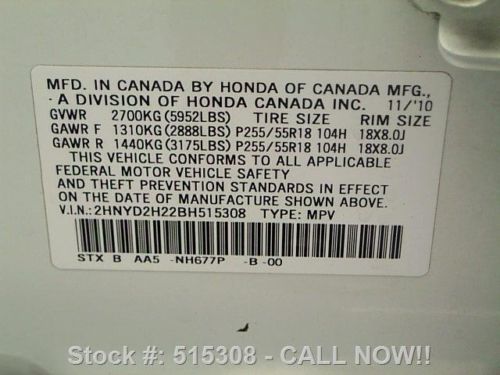 MFD. IN CANADA BY HONDA OF CANADA MFG.,
A DIVISION OF HONDA CANADA INC. 11/'10
GVWR 2700KG(5952LBS) TIRE SIZE RIM SIZE
GAWR F 1310KG(2888LBS) P255/55R18 104H 18X8.0J
GAWR R 1440KG(3175LBS) P255/55R18 104H 18X8.0J
THIS VEHICLE CONFORMS TO ALL APPLICABLE
FEDERAL MOTOR VEHICLE SAFETY
AND THEFT PREVENTION STANDARDS IN EFFECT
ON THE DATE OF MANUFACTURE SHOWN ABOVE.
V.I.N.:2HNYD2H22BH515308 TYPE: MPV
STX B AA5 -NH677P -B-00
Stock #: 515308 - CALL NOW!!